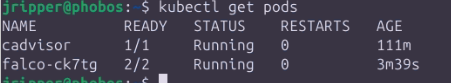 jripper@phobos:~$ kubectl get pods
NAME READY STATUS RESTARTS AGE
cadvisor 1/1 Running 0 111m
falco-ck7tg 2/2 Running 0 3m39s
jripper@phobos:~$